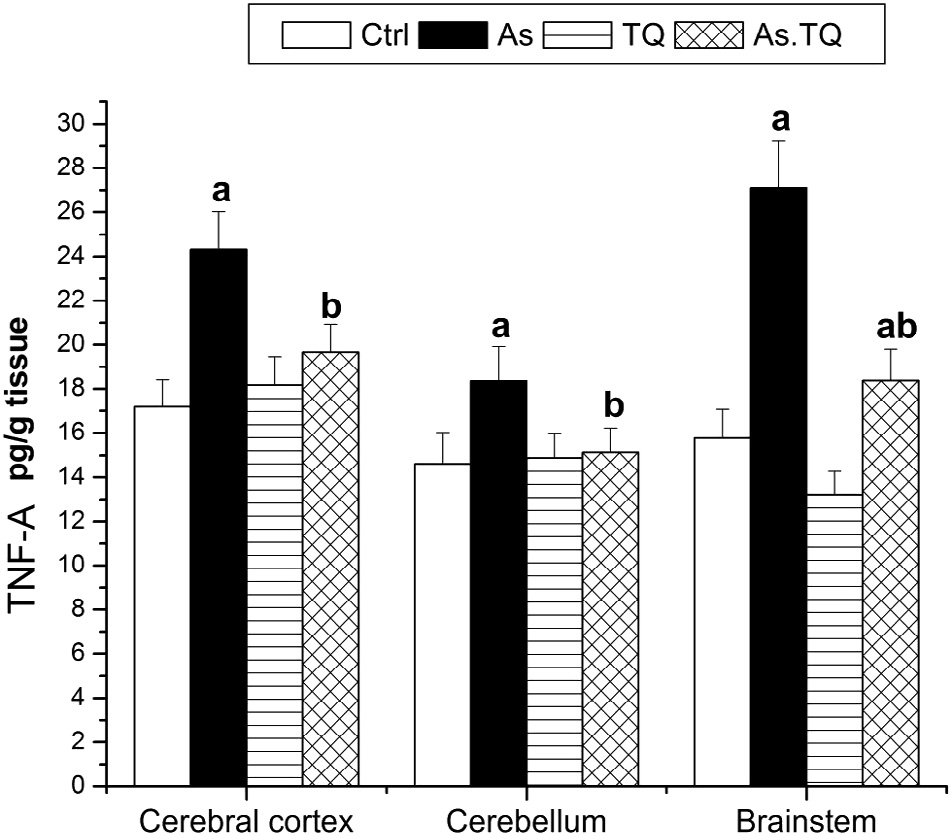 Ctrl As TQ As.TQ
TNF-A pg/g tissue
30
28
26
24
22
20
18
16
14
12
10
8
6
4
2
0
a
b
a
b
a
ab
Cerebral cortex Cerebellum Brainstem